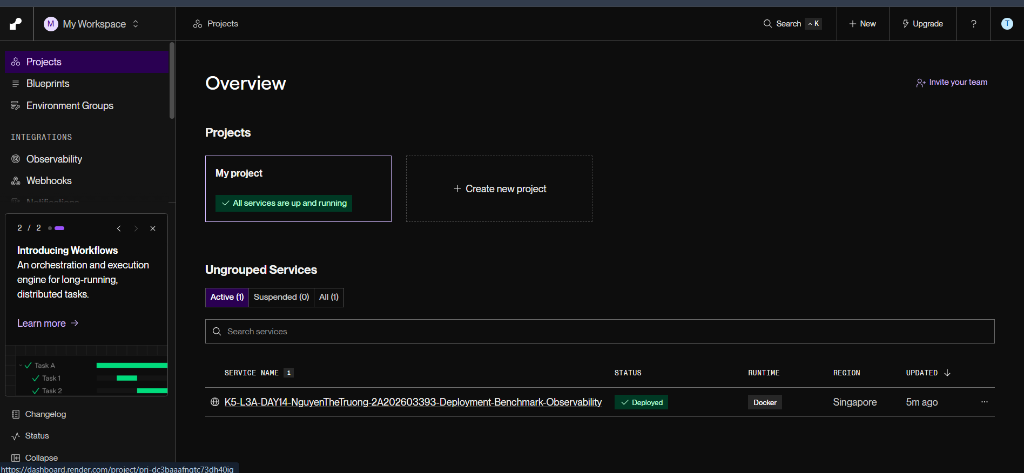 M My Workspace
Projects
Search
K
New
Upgrade
?
T
Projects
Blueprints
Environment Groups
INTEGRATIONS
Observability
Webhooks
Notifications
2 / 2
Introducing Workflows
An orchestration and execution
engine for long-running,
distributed tasks.
Learn more →
Task A
Task 1
Task 2
Changelog
Status
Collapse
Overview
Invite your team
Projects
My project
All services are up and running
+ Create new project
Ungrouped Services
Active (1) Suspended (0) All (1)
Search services
SERVICE NAME 1 STATUS RUNTIME REGION UPDATED ↓
K5-L3A-DAY14-NguyenTheTruong-2A202603393-Deployment-Benchmark-Observability Deployed Docker Singapore 5m ago ...